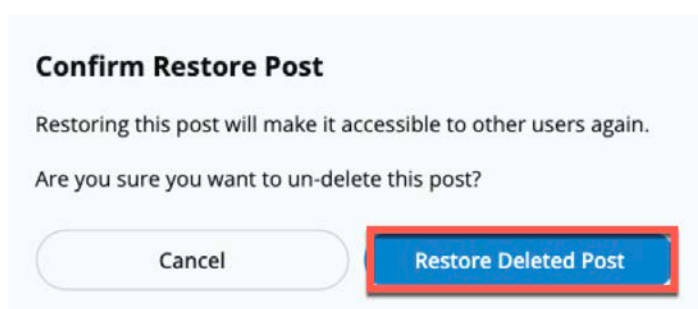 Confirm Restore Post
Restoring this post will make it accessible to other users again.
Are you sure you want to un-delete this post?
Cancel
Restore Deleted Post